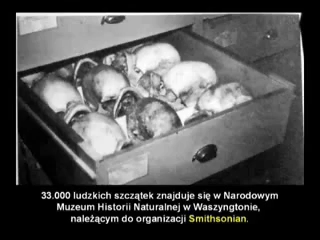 33.000 ludzkich szczątek znajduje się w Narodowym
Muzeum Historii Naturalnej w Waszyngtonie,
należącym do organizacji Smithsonian.